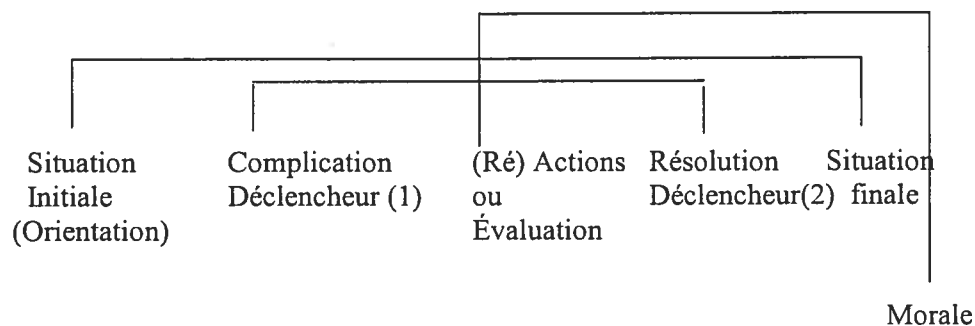 Situation
Initiale
(Orientation)
Complication
Déclencheur (1)
(Ré) Actions
ou
Évaluation
Résolution
Déclencheur(2)
Situation
finale
Morale